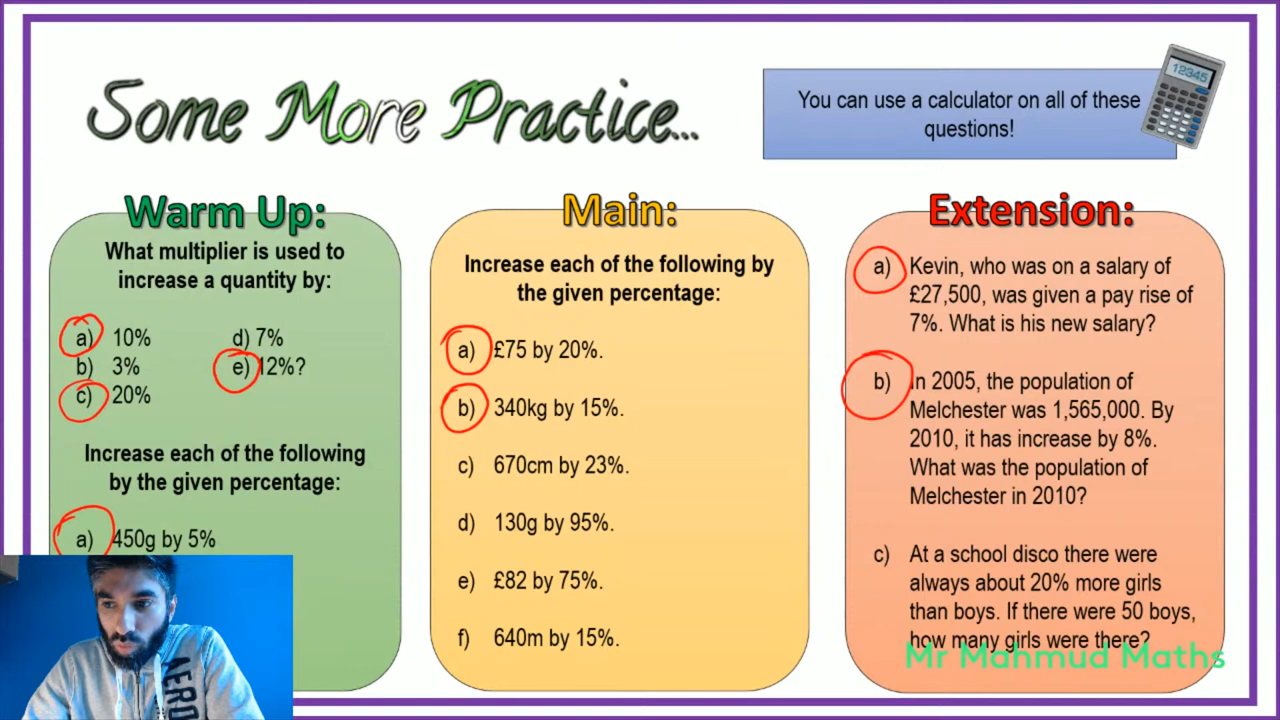 Some More Practice...
You can use a calculator on all of these
questions!
12345
Warm Up:
What multiplier is used to
increase a quantity by:
a) 10%
b) 3%
c) 20%
d) 7%
e) 12%?
Increase each of the following
by the given percentage:
a) 450g by 5%
Main:
Increase each of the following by
the given percentage:
a) £75 by 20%.
b) 340kg by 15%.
c) 670cm by 23%.
d) 130g by 95%.
e) £82 by 75%.
f) 640m by 15%.
Extension:
a) Kevin, who was on a salary of
£27,500, was given a pay rise of
7%. What is his new salary?
b) In 2005, the population of
Melchester was 1,565,000. By
2010, it has increase by 8%.
What was the population of
Melchester in 2010?
c) At a school disco there were
always about 20% more girls
than boys. If there were 50 boys,
how many girls were there?
Mr Mahmud Maths
AERO